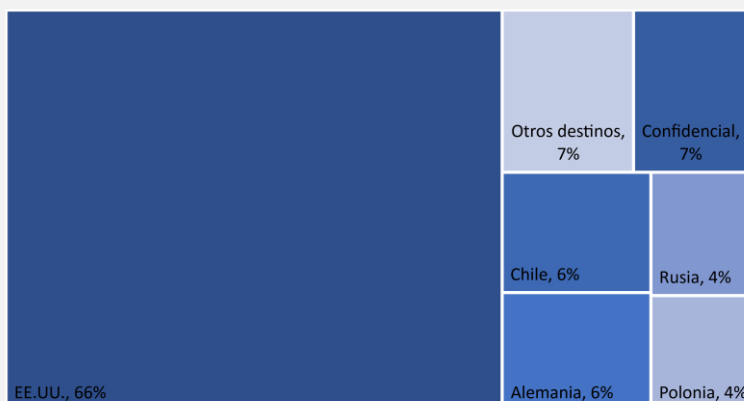 Otros destinos,
7%
Confidencial,
7%
Chile, 6%
Rusia, 4%
EE.UU., 66%
Alemania, 6%
Polonia, 4%